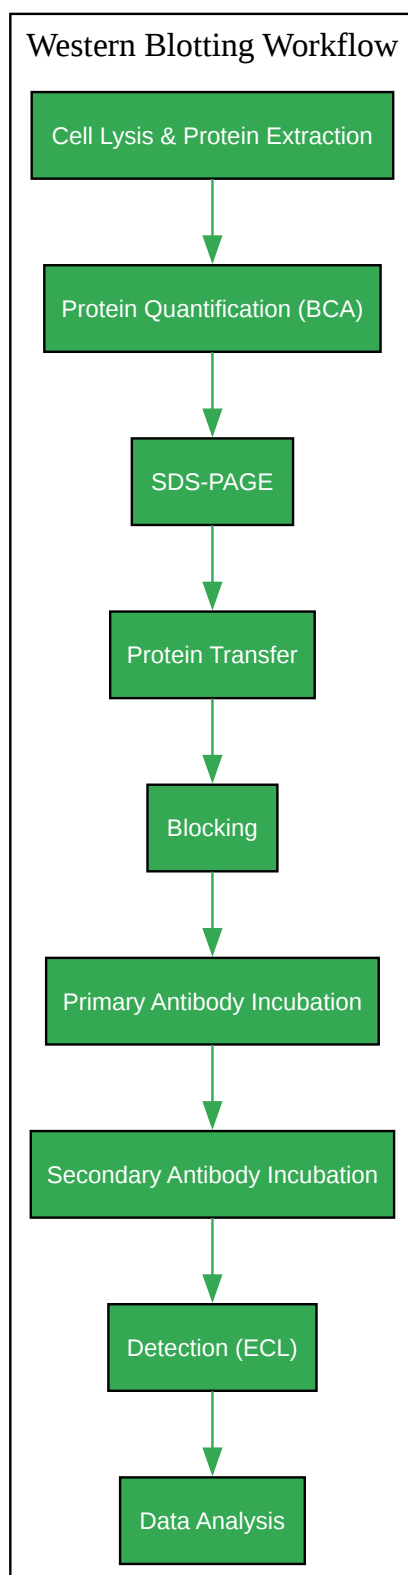 Western Blotting Workflow
Cell Lysis & Protein Extraction
Protein Quantification (BCA)
SDS-PAGE
Protein Transfer
Blocking
Primary Antibody Incubation
Secondary Antibody Incubation
Detection (ECL)
Data Analysis